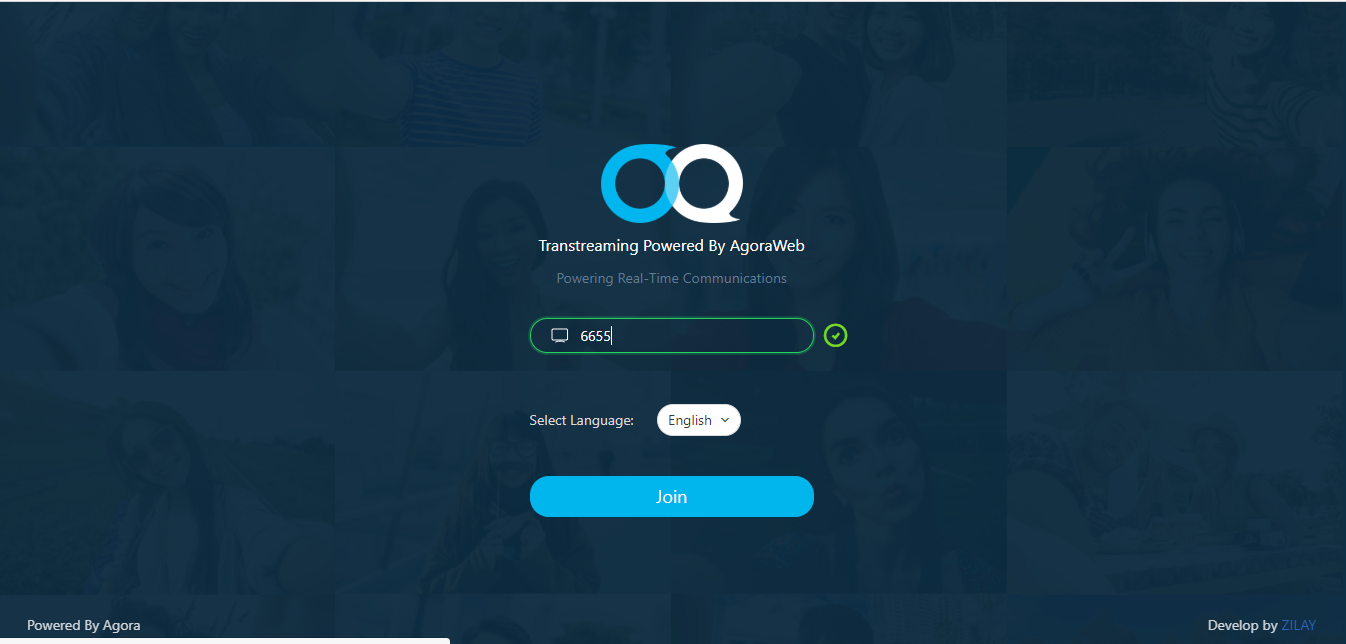 Transtreaming Powered By AgoraWeb
Powering Real-Time Communications
6655
Select Language: English
Join
Powered By Agora
Develop by ZILAY